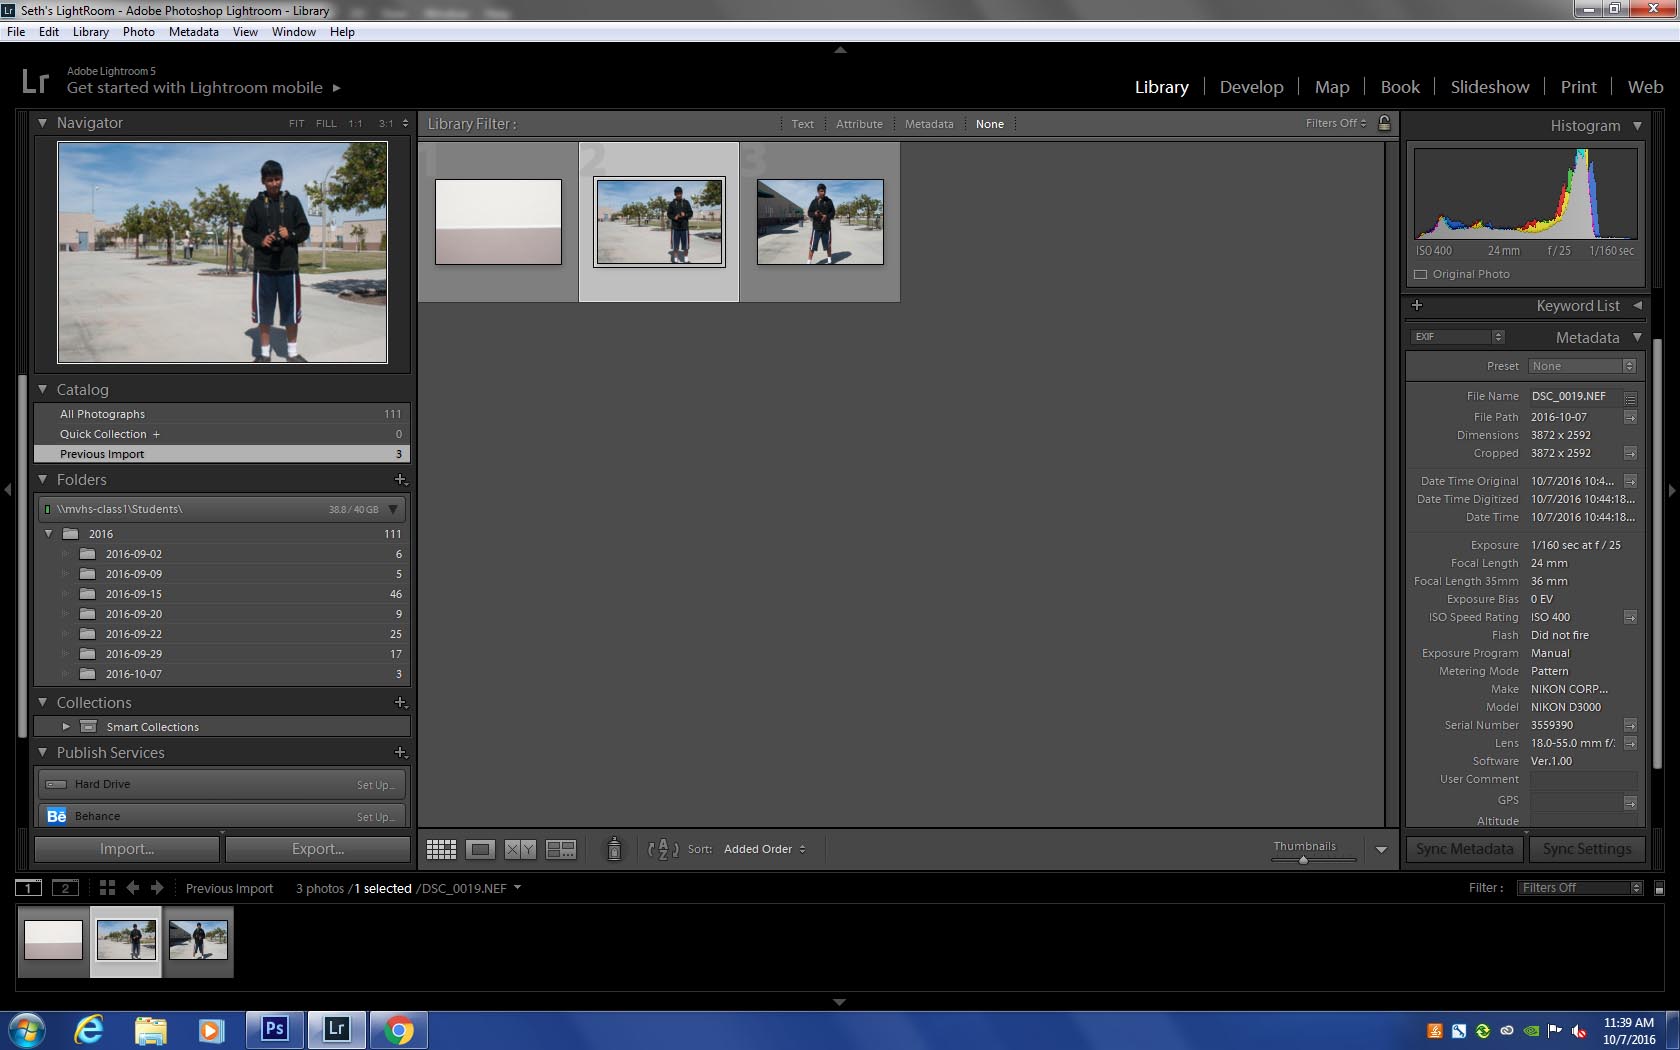 Seth's LightRoom - Adobe Photoshop Lightroom - Library
File Edit Library Photo Metadata View Window Help
Lr
Adobe Lightroom 5
Get started with Lightroom mobile
Library Develop Map Book Slideshow Print Web
Navigator FIT FILL 1:1 3:1
Library Filter : Text Attribute Metadata None Filters Off
Histogram
1 2 3
ISO 400 24 mm f / 25 1/160 sec
Original Photo
Keyword List
EXIF Metadata
Preset None
File Name DSC_0019.NEF
File Path 2016-10-07
Dimensions 3872 x 2592
Cropped 3872 x 2592
Date Time Original 10/7/2016 10:4...
Date Time Digitized 10/7/2016 10:44:18...
Date Time 10/7/2016 10:44:18...
Exposure 1/160 sec at f / 25
Focal Length 24 mm
Focal Length 35mm 36 mm
Exposure Bias 0 EV
ISO Speed Rating ISO 400
Flash Did not fire
Exposure Program Manual
Metering Mode Pattern
Make NIKON CORP...
Model NIKON D3000
Serial Number 3559390
Lens 18.0-55.0 mm f/
Software Ver.1.00
User Comment
GPS
Altitude
Sync Metadata Sync Settings
Catalog
All Photographs 111
Quick Collection + 0
Previous Import 3
Folders
\\mvhs-class1\Students\ 38.8 / 40 GB
2016 111
2016-09-02 6
2016-09-09 5
2016-09-15 46
2016-09-20 9
2016-09-22 25
2016-09-29 17
2016-10-07 3
Collections
Smart Collections
Publish Services
Hard Drive Set Up...
Bē Behance Set Up...
Import... Export...
XY Sort: Added Order Thumbnails
1 2 Previous Import 3 photos / 1 selected / DSC_0019.NEF Filter : Filters Off
Ps Lr
11:39 AM
10/7/2016